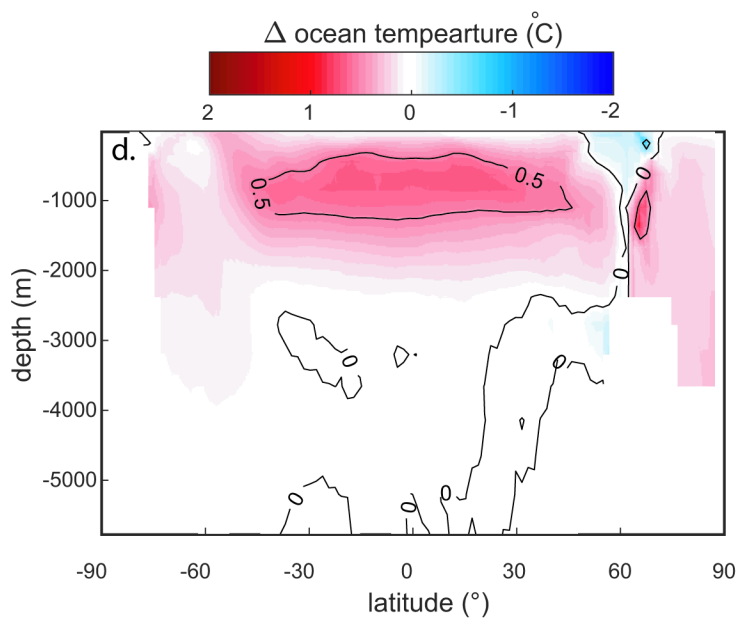 Δ ocean tempearture (°C)
2 1 0 -1 -2
d.
0.5 0.5 0
-1000
-2000 0
-3000
0 0 0
-4000
-5000
0 0 0
-90 -60 -30 0 30 60 90
depth (m)
latitude (°)